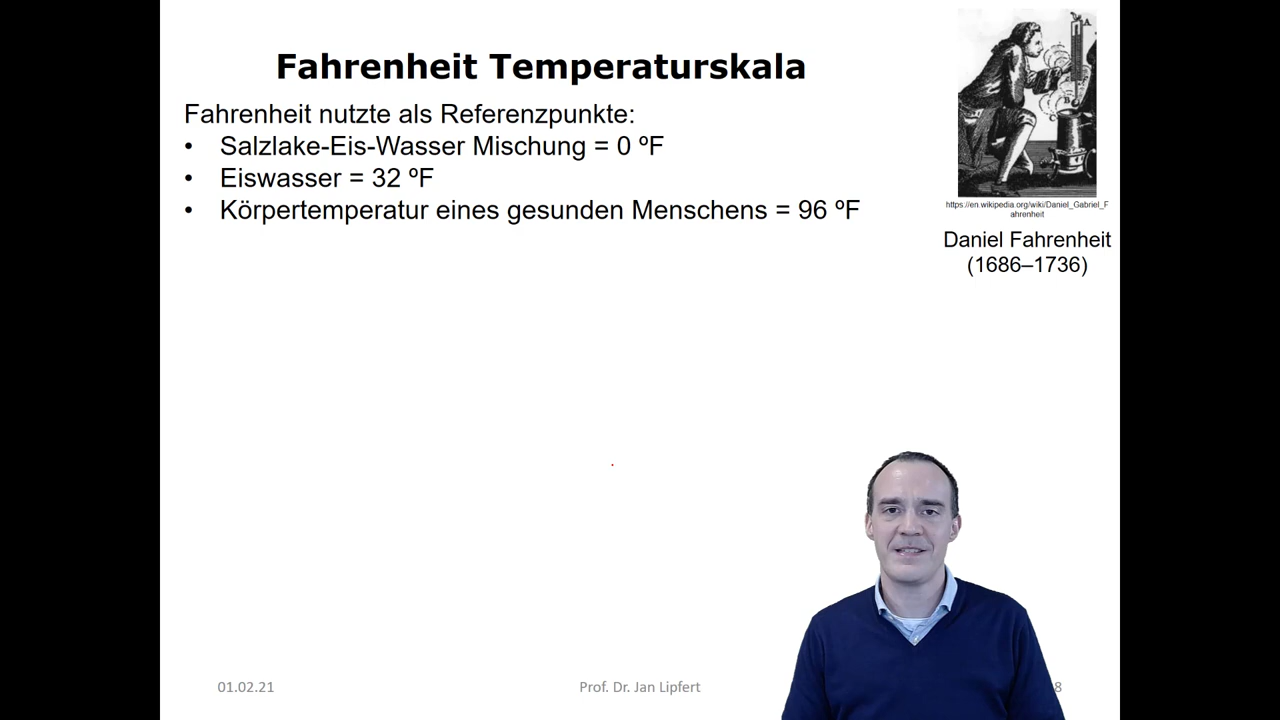 Fahrenheit Temperaturskala
Fahrenheit nutzte als Referenzpunkte:
• Salzlake-Eis-Wasser Mischung = 0 ºF
• Eiswasser = 32 ºF
• Körpertemperatur eines gesunden Menschens = 96 ºF
A
B
https://en.wikipedia.org/wiki/Daniel_Gabriel_F
ahrenheit
Daniel Fahrenheit
(1686–1736)
01.02.21
Prof. Dr. Jan Lipfert
8